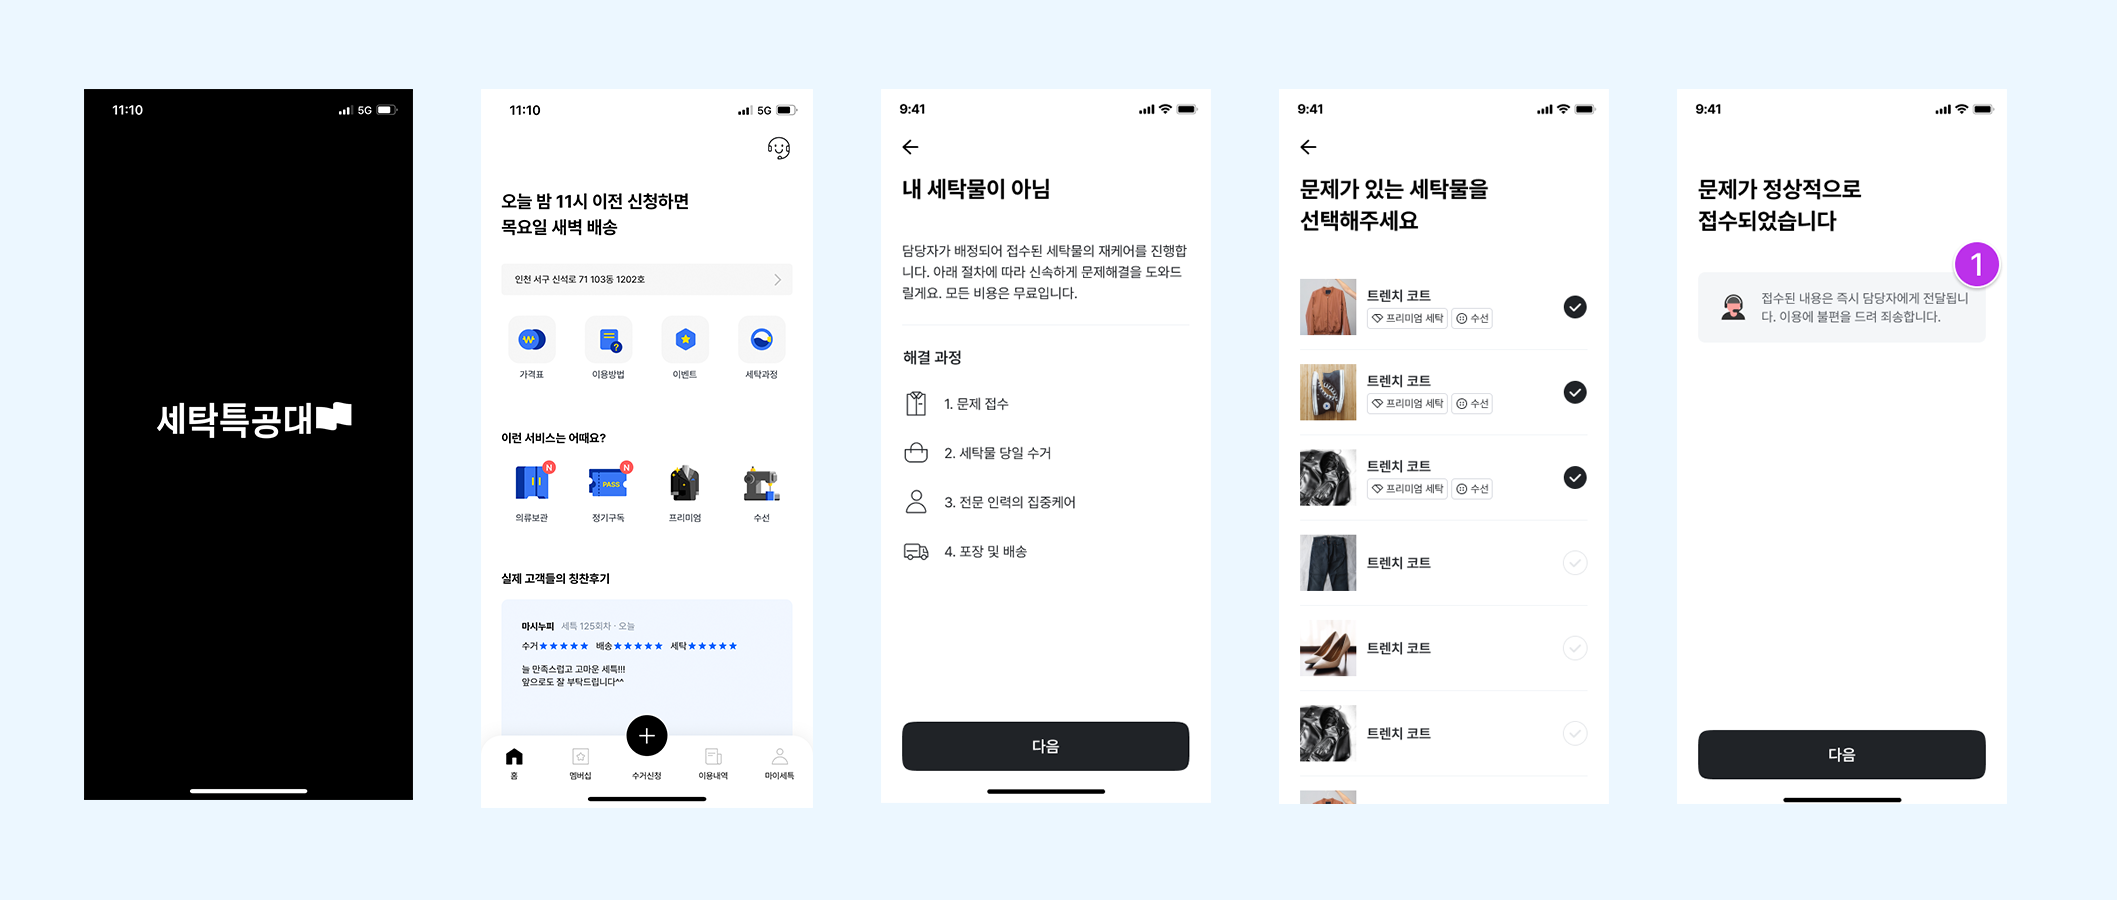 11:10
5G
세탁특공대
11:10
5G
오늘 밤 11시 이전 신청하면
목요일 새벽 배송
인천 서구 신석로 71 103동 1202호
가격표
이용방법
이벤트
세탁과정
이런 서비스는 어때요?
N
N
PASS
의류보관
정기구독
프리미엄
수선
실제 고객들의 칭찬후기
마시누피 세특 125회차 · 오늘
수거★★★★★ 배송★★★★★ 세탁★★★★★
늘 만족스럽고 고마운 세특!!!
앞으로도 잘 부탁드립니다^^
홈
멤버십
수거신청
이용내역
마이세특
9:41
내 세탁물이 아님
담당자가 배정되어 접수된 세탁물의 재케어를 진행합
니다. 아래 절차에 따라 신속하게 문제해결을 도와드
릴게요. 모든 비용은 무료입니다.
해결 과정
1. 문제 접수
2. 세탁물 당일 수거
3. 전문 인력의 집중케어
4. 포장 및 배송
다음
9:41
문제가 있는 세탁물을
선택해주세요
트렌치 코트
프리미엄 세탁 수선
트렌치 코트
프리미엄 세탁 수선
트렌치 코트
프리미엄 세탁 수선
트렌치 코트
트렌치 코트
트렌치 코트
9:41
문제가 정상적으로
접수되었습니다
1
접수된 내용은 즉시 담당자에게 전달됩니
다. 이용에 불편을 드려 죄송합니다.
다음